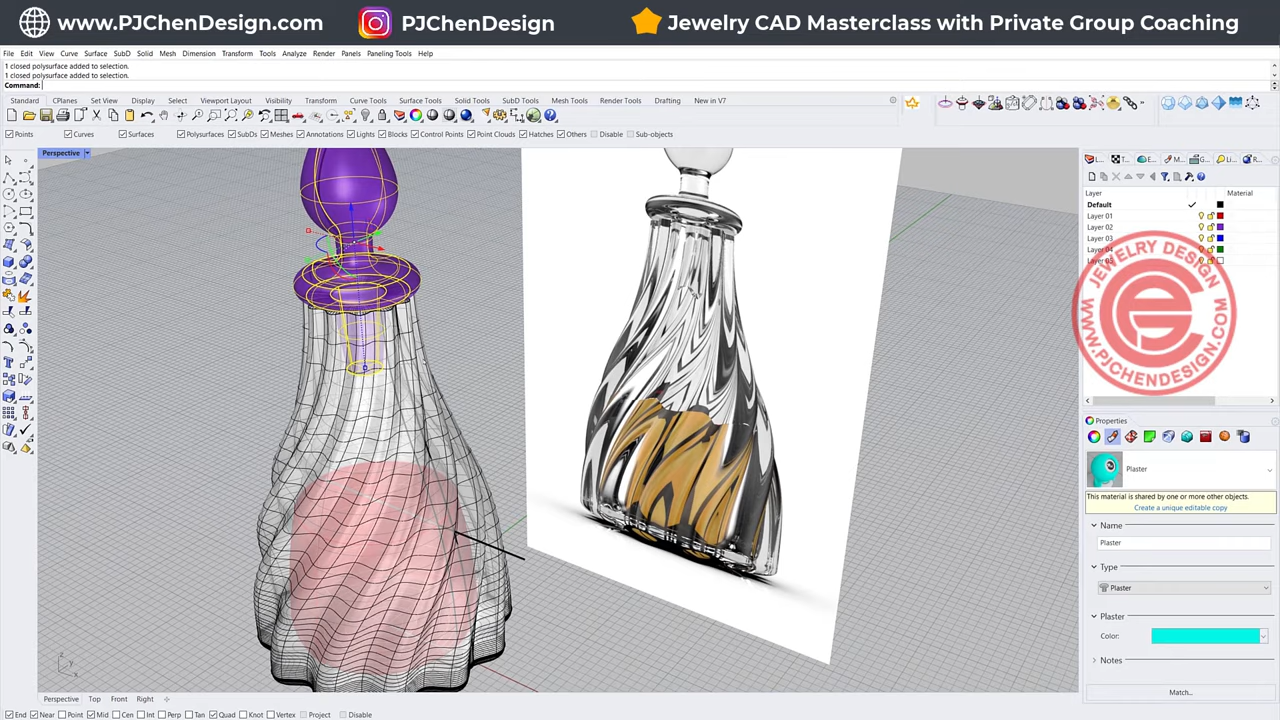 www.PJChenDesign.com PJChenDesign Jewelry CAD Masterclass with Private Group Coaching
File Edit View Curve Surface SubD Solid Mesh Dimension Transform Tools Analyze Render Panels Paneling Tools Help
1 closed polysurface added to selection.
1 closed polysurface added to selection.
Command:
Standard CPlanes Set View Display Select Viewport Layout Visibility Transform Curve Tools Surface Tools Solid Tools SubD Tools Mesh Tools Render Tools Drafting New in V7
Points Curves Surfaces Polysurfaces SubDs Meshes Annotations Lights Blocks Control Points Point Clouds Hatches Others Disable Sub-objects
Perspective
L... T... E... M... G... Li... R...
Layer Material
Default
Layer 01
Layer 02
Layer 03
JEWELRY DESIGN
WWW.PJCHENDESIGN.COM
Properties
Plaster
This material is shared by one or more other objects.
Create a unique editable copy
Name
Plaster
Type
Plaster
Plaster
Color:
Notes
Match...
z
y
x
Perspective Top Front Right
End Near Point Mid Cen Int Perp Tan Quad Knot Vertex Project Disable